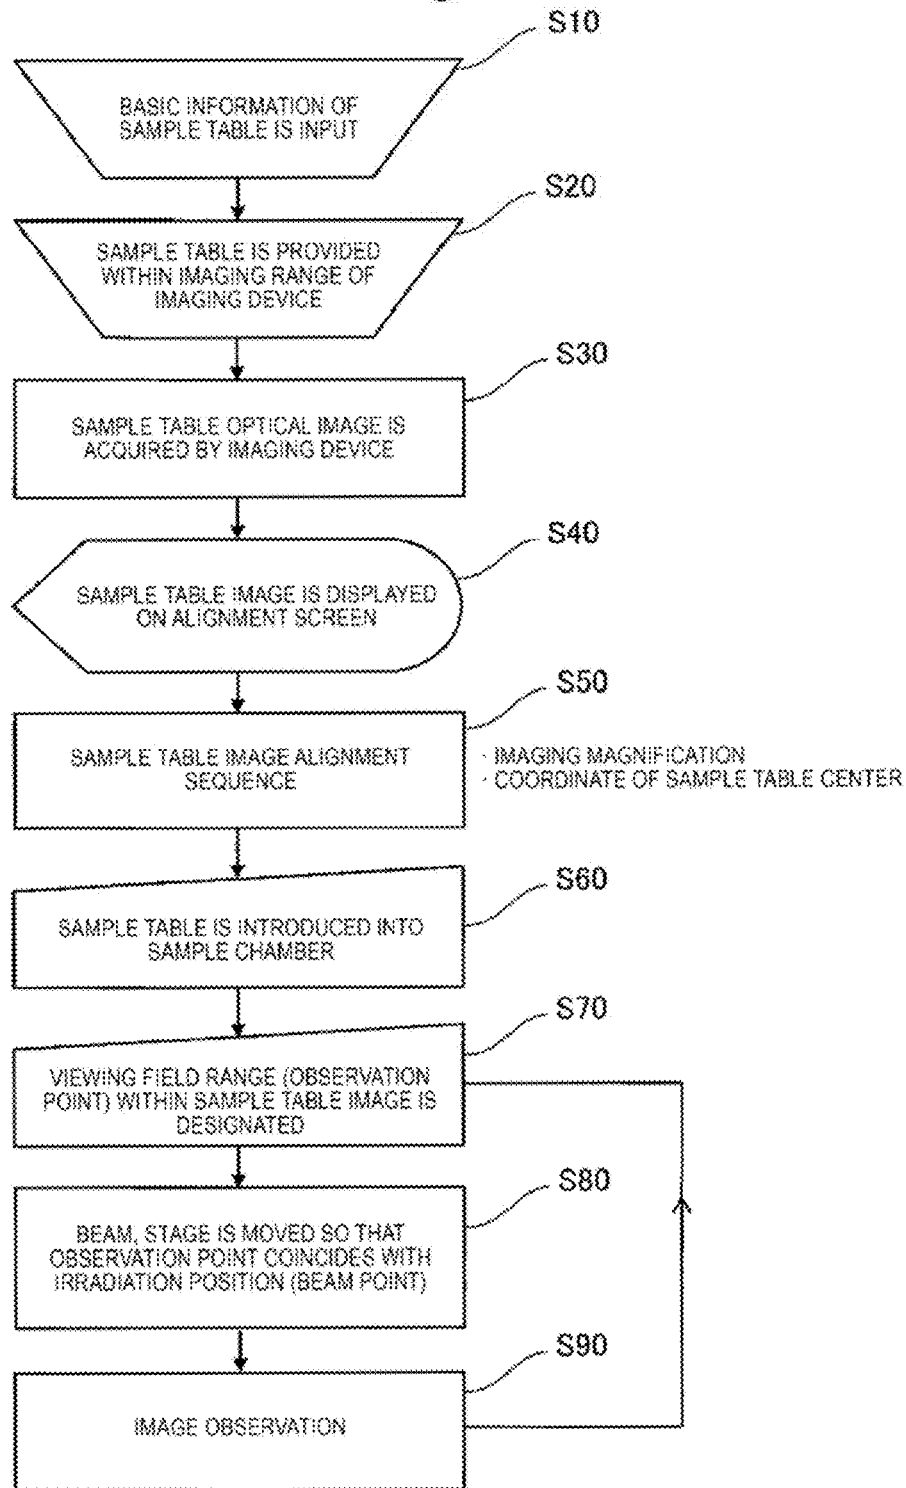 S10
BASIC INFORMATION OF
SAMPLE TABLE IS INPUT
S20
SAMPLE TABLE IS PROVIDED
WITHIN IMAGING RANGE OF
IMAGING DEVICE
S30
SAMPLE TABLE OPTICAL IMAGE IS
ACQUIRED BY IMAGING DEVICE
S40
SAMPLE TABLE IMAGE IS DISPLAYED
ON ALIGNMENT SCREEN
S50
SAMPLE TABLE IMAGE ALIGNMENT
SEQUENCE
· IMAGING MAGNIFICATION
· COORDINATE OF SAMPLE TABLE CENTER
S60
SAMPLE TABLE IS INTRODUCED INTO
SAMPLE CHAMBER
S70
VIEWING FIELD RANGE (OBSERVATION
POINT) WITHIN SAMPLE TABLE IMAGE IS
DESIGNATED
S80
BEAM, STAGE IS MOVED SO THAT
OBSERVATION POINT COINCIDES WITH
IRRADIATION POSITION (BEAM POINT)
S90
IMAGE OBSERVATION